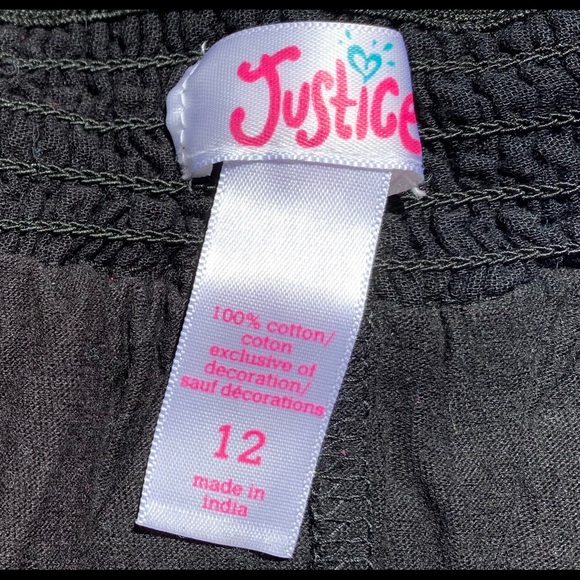 Justice
100% cotton/
coton
exclusive of
decoration/
sauf décorations
12
made in
india